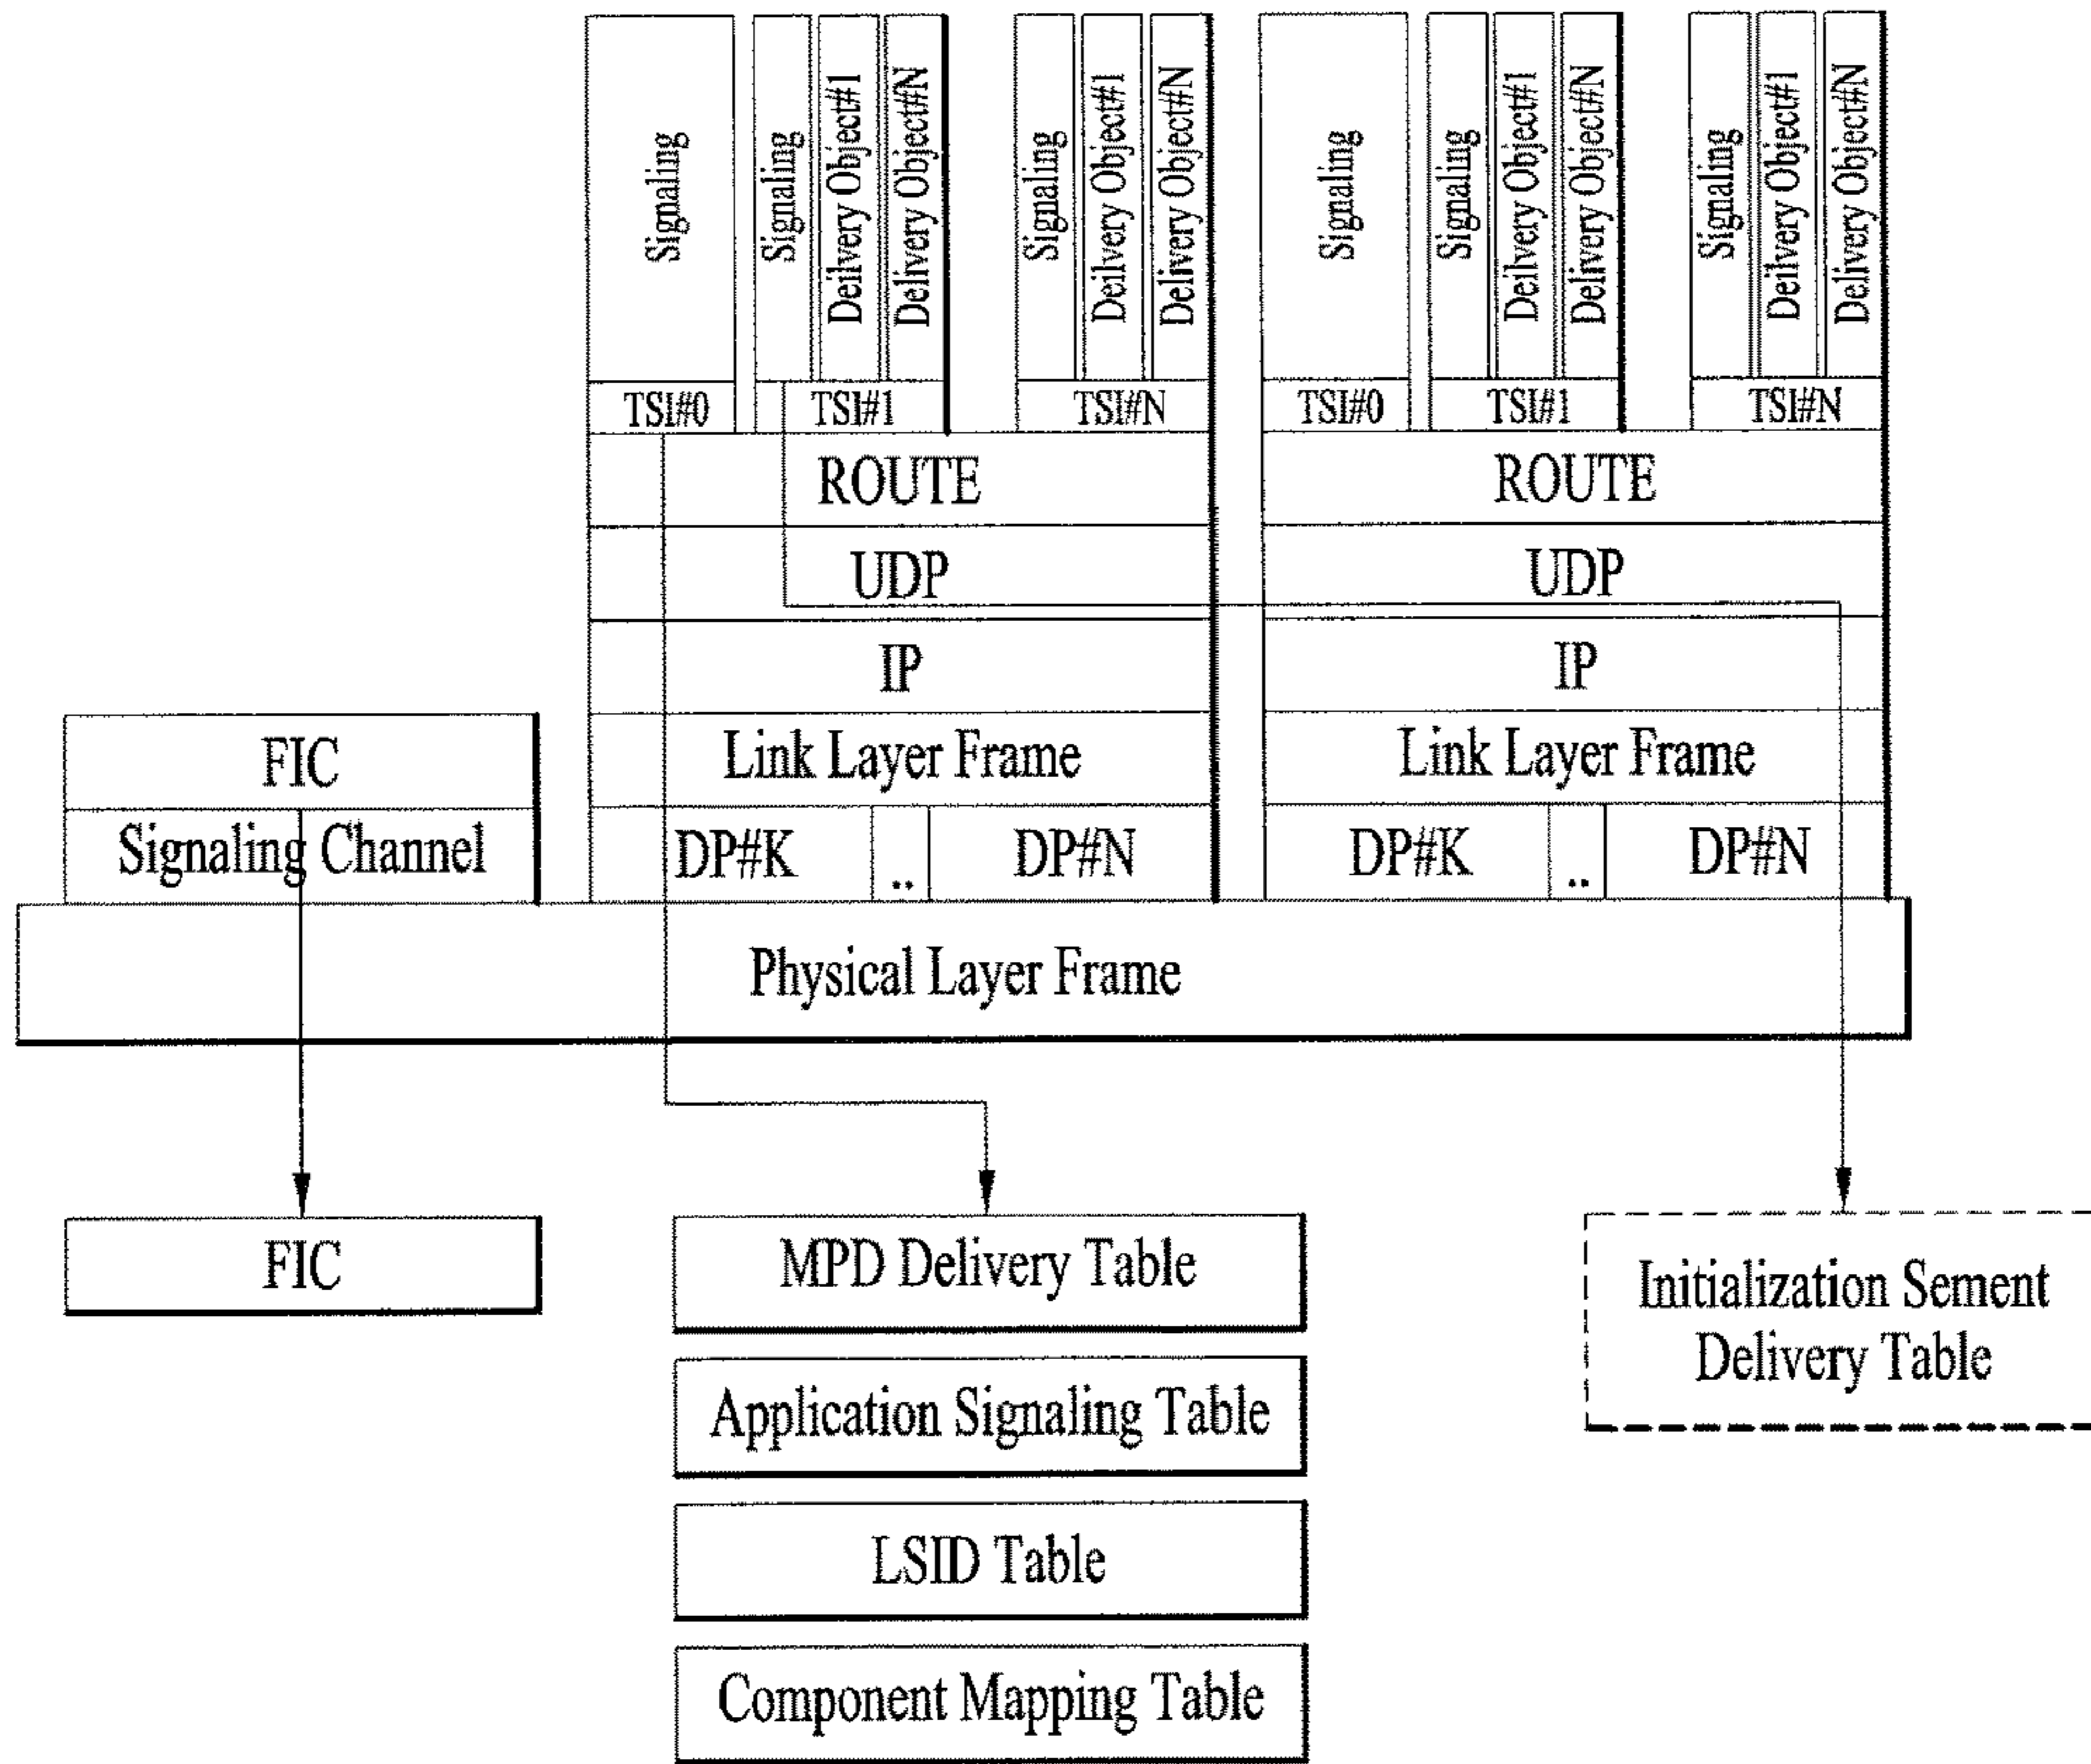 Signaling
Signaling
Deilvery Object#1
Delivery Object#N
Signaling
Deilvery Object#1
Delivery Object#N
Signaling
Signaling
Deilvery Object#1
Delivery Object#N
Signaling
Deilvery Object#1
Delivery Object#N
TSI#0
TSI#1
TSI#N
TSI#0
TSI#1
TSI#N
ROUTE
ROUTE
UDP
UDP
IP
IP
FIC
Link Layer Frame
Link Layer Frame
Signaling Channel
DP#K
..
DP#N
DP#K
..
DP#N
Physical Layer Frame
FIC
MPD Delivery Table
Initialization Sement
Delivery Table
Application Signaling Table
LSID Table
Component Mapping Table